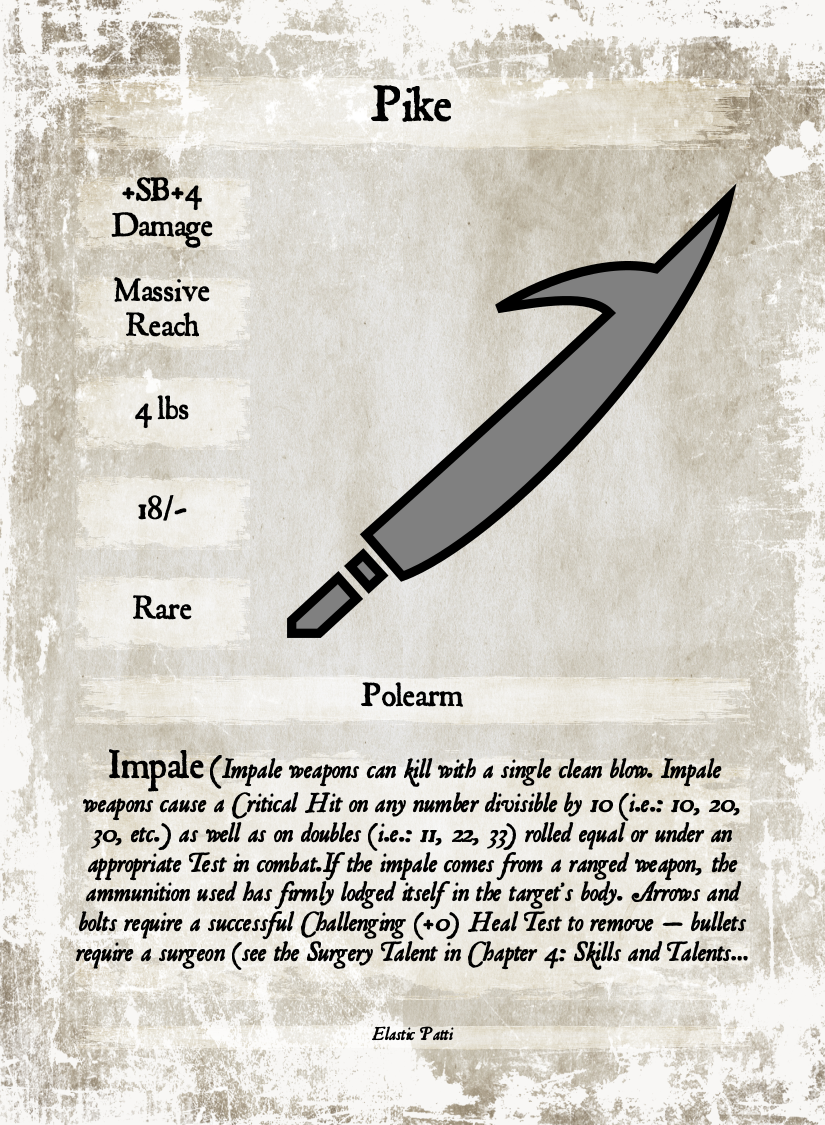 Pike
+SB+4
Damage
Massive
Reach
4 lbs
18/-
Rare
Polearm
Impale (Impale weapons can kill with a single clean blow. Impale
weapons cause a Critical Hit on any number divisible by 10 (i.e.: 10, 20,
30, etc.) as well as on doubles (i.e.: 11, 22, 33) rolled equal or under an
appropriate Test in combat.If the impale comes from a ranged weapon, the
ammunition used has firmly lodged itself in the target's body. Arrows and
bolts require a successful Challenging (+0) Heal Test to remove — bullets
require a surgeon (see the Surgery Talent in Chapter 4: Skills and Talents...
Elastic Patti